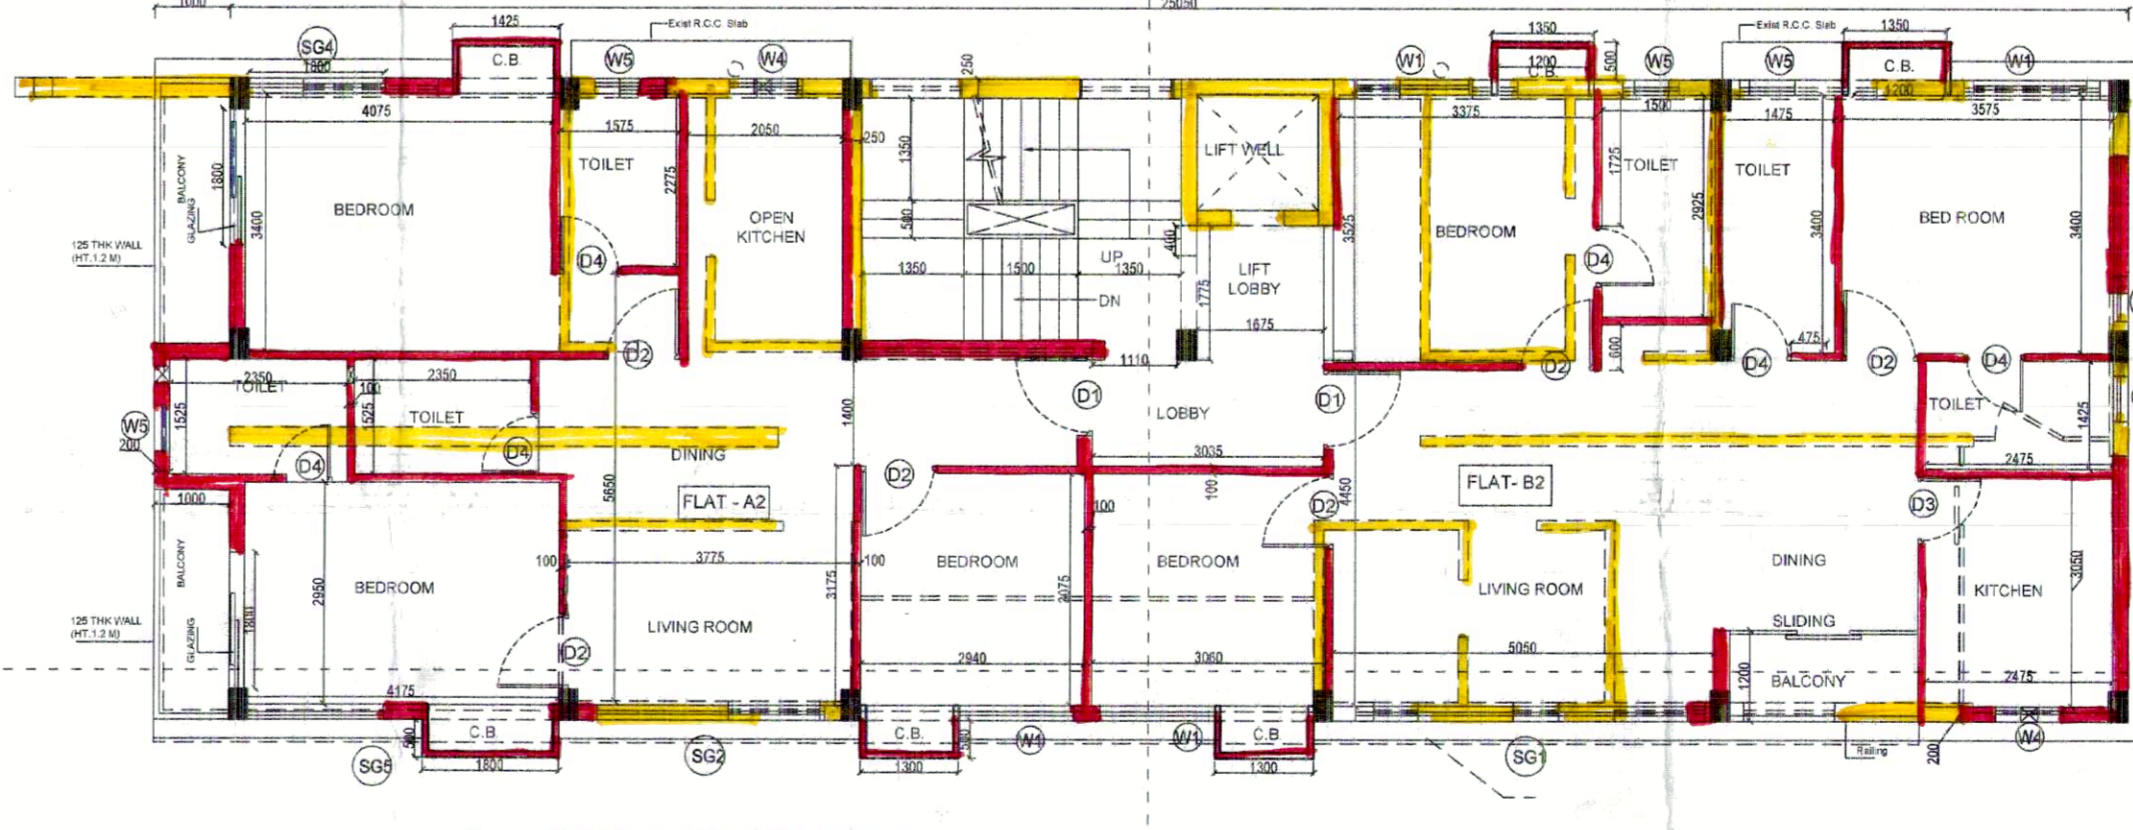 1000
25050
1425
Exist R.C.C. Slab
1350
Exist R.C.C. Slab
1350
SG4
1800
C.B.
W5
W4
250
W1
1200
C.B.
500
W5
W5
C.B.
1200
W1
4075
1575
2050
250
1350
LIFT WELL
3375
1500
1475
3575
TOILET
2275
1725
TOILET
TOILET
BALCONY
GLAZING
1800
3400
BEDROOM
OPEN
KITCHEN
500
400
3525
BEDROOM
2925
3400
BED ROOM
3400
125 THK WALL
(HT.1.2 M)
D4
1350
1500
UP
1350
DN
LIFT
LOBBY
1775
1675
D4
D2
1110
D2
600
D4
475
D2
D4
2350
TOILET
100
2350
1525
1525
TOILET
W5
200
D4
D4
DINING
1400
D1
LOBBY
D1
3035
TOILET
1425
2475
1000
5650
FLAT - A2
D2
100
100
D2
4450
FLAT- B2
D3
BALCONY
GLAZING
1800
2950
BEDROOM
100
3775
3175
100
BEDROOM
BEDROOM
LIVING ROOM
DINING
KITCHEN
3050
125 THK WALL
(HT.1.2 M)
LIVING ROOM
SLIDING
D2
2940
3060
5050
1200
BALCONY
2475
4175
500
C.B.
1800
SG5
SG2
C.B.
1300
W1
W1
C.B.
1300
SG1
Railing
200
W4